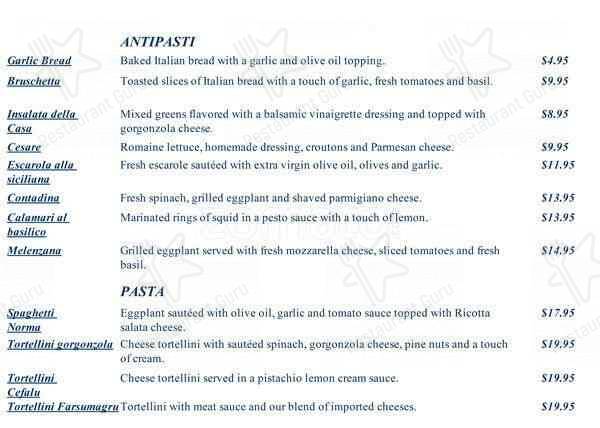 ANTIPASTI
Garlic Bread Baked Italian bread with a garlic and olive oil topping. $4.95
Bruschetta Toasted slices of Italian bread with a touch of garlic, fresh tomatoes and basil. $9.95
Insalata della Mixed greens flavored with a balsamic vinaigrette dressing and topped with $8.95
Casa gorgonzola cheese.
Cesare Romaine lettruce, homemade dressing, croutons and Parmesan cheese. $9.95
Escarola alla Fresh escarole sautéed with extra virgin olive oil, olives and garlic. $11.95
siciliana
Contadina Fresh spinach, grilled eggplant and shaved parmigiano cheese. $13.95
Calamari al Marinated rings of squid in a pesto sauce with a touch of lemon. $13.95
basilico
Melenzana Grilled eggplant served with fresh mozzarella cheese, sliced tomatoes and fresh $14.95
basil.
PASTA
Spaghetti Eggplant sautéed with olive oil, garlic and tomato sauce topped with Ricotta $17.95
Norma salata cheese.
Tortellini gorgonzola Cheese tortellini with sautéed spinach, gorgonzola cheese, pine nuts and a touch $19.95
of cream.
Tortellini Cheese tortellini served in a pistachio lemon cream sauce. $19.95
Cefalu
Tortellini Farsumagru Tortellini with meat sauce and our blend of imported cheeses. $19.95
Restaurant Guru